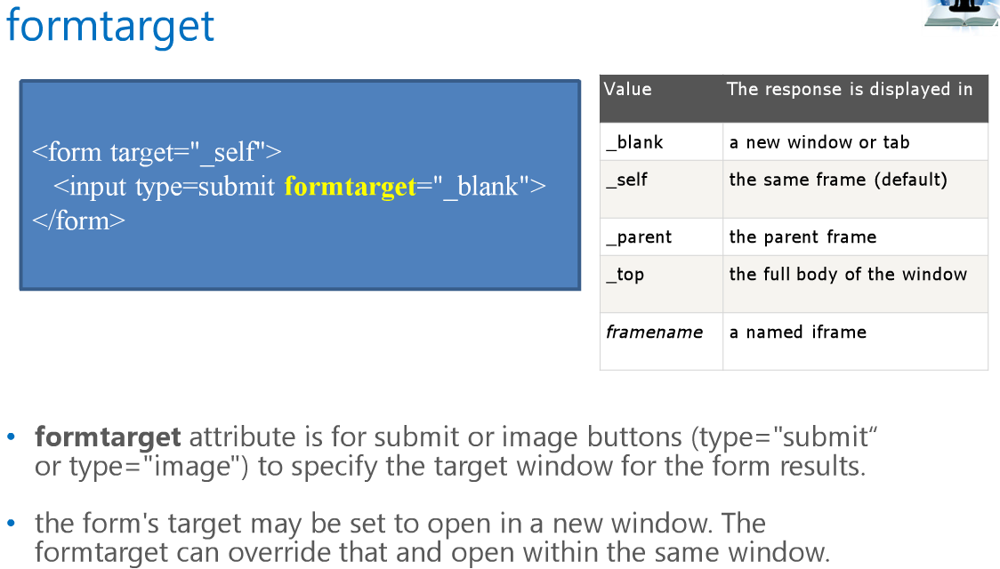 formtarget
<form target="_self">
<input type=submit formtarget="_blank">
</form>
Value The response is displayed in
_blank a new window or tab
_self the same frame (default)
_parent the parent frame
_top the full body of the window
framename a named iframe
• formtarget attribute is for submit or image buttons (type="submit“
or type="image") to specify the target window for the form results.
• the form's target may be set to open in a new window. The
formtarget can override that and open within the same window.